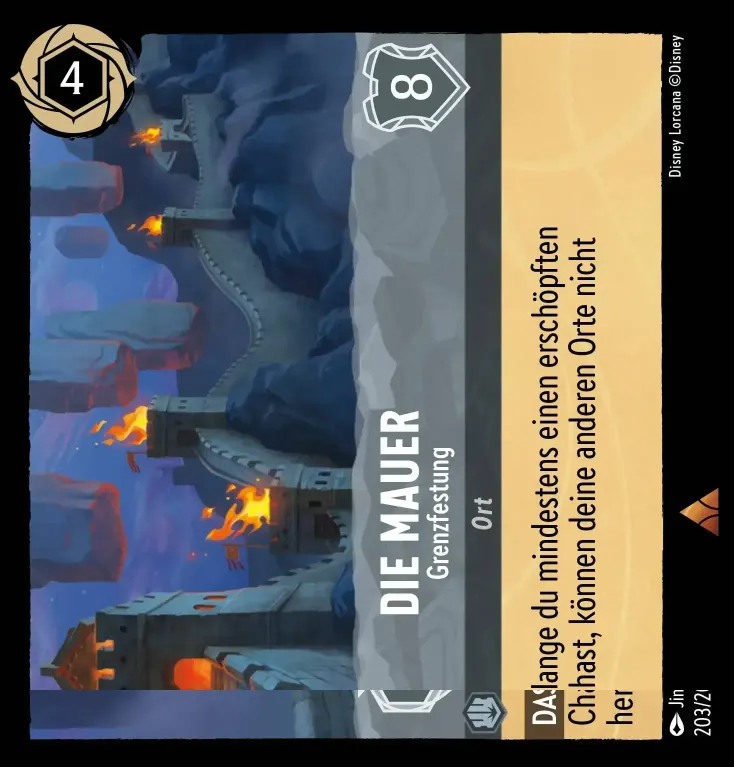 4
8
DIE MAUER
Grenzfestung
Ort
DAS lange du mindestens einen erschöpften
Ch hast, können deine anderen Orte nicht
her
Jin
203/2
Disney Lorcana ©Disney